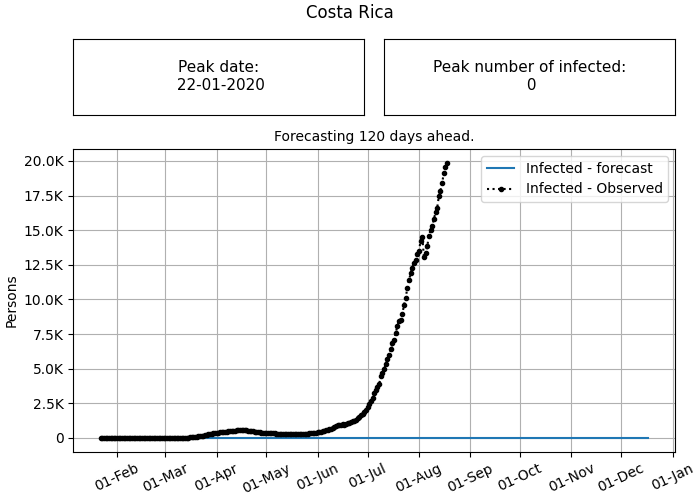 Costa Rica
Peak date:
22-01-2020
Peak number of infected:
0
Forecasting 120 days ahead.
Infected - forecast
Infected - Observed
20.0K
17.5K
15.0K
12.5K
10.0K
7.5K
5.0K
2.5K
0
Persons
01-Feb
01-Mar
01-Apr
01-May
01-Jun
01-Jul
01-Aug
01-Sep
01-Oct
01-Nov
01-Dec
01-Jan